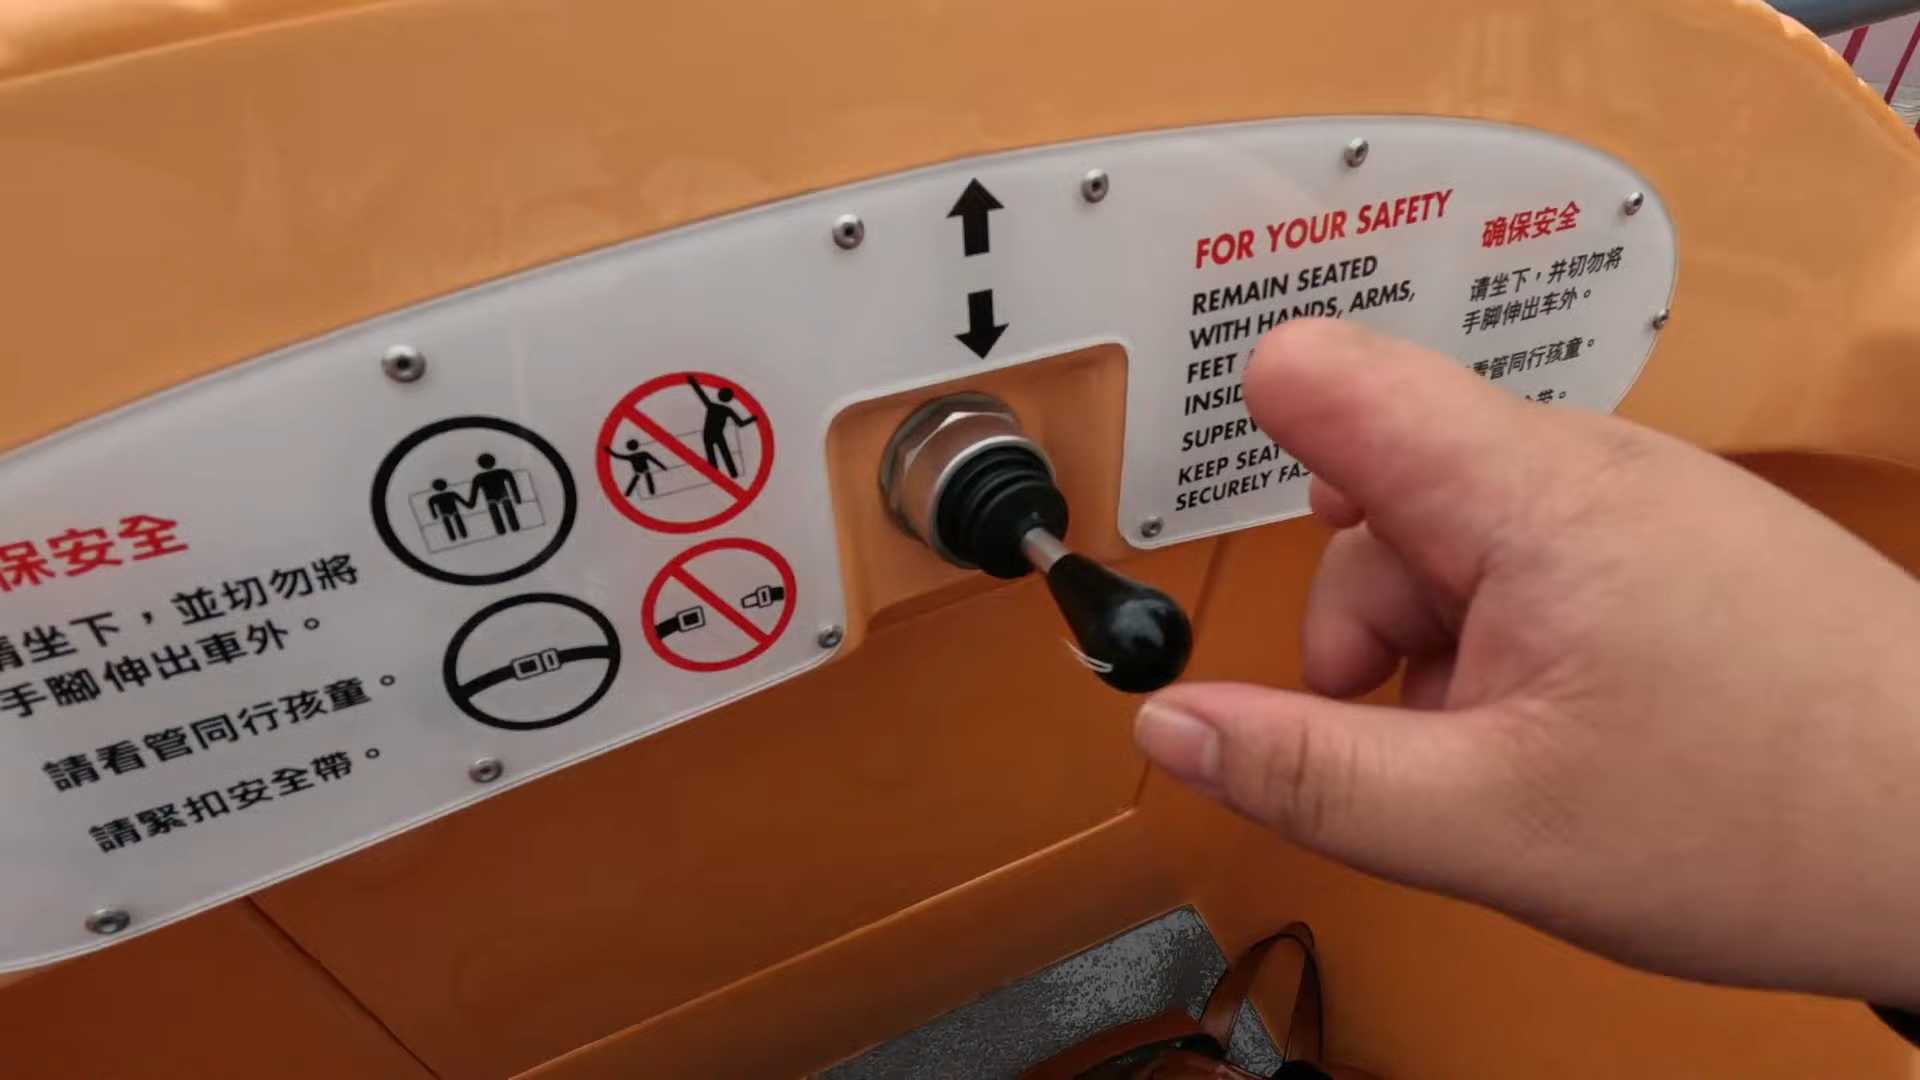 保安全
請坐下，並切勿將
手腳伸出車外。
請看管同行孩童。
請緊扣安全帶。
FOR YOUR SAFETY
REMAIN SEATED
WITH HANDS, ARMS,
FEET
KEEP SEAT
SECURELY
确保安全
请坐下，并切勿将
手脚伸出车外。
看管同行孩童。